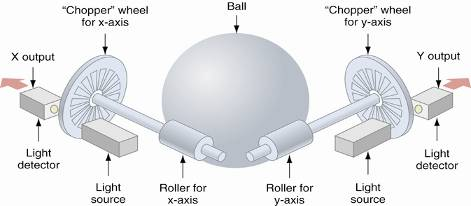 "Chopper" wheel
for x-axis
Ball
"Chopper" wheel
for y-axis
X output
Y output
Light
detector
Light
source
Roller for
x-axis
Roller for
y-axis
Light
source
Light
detector